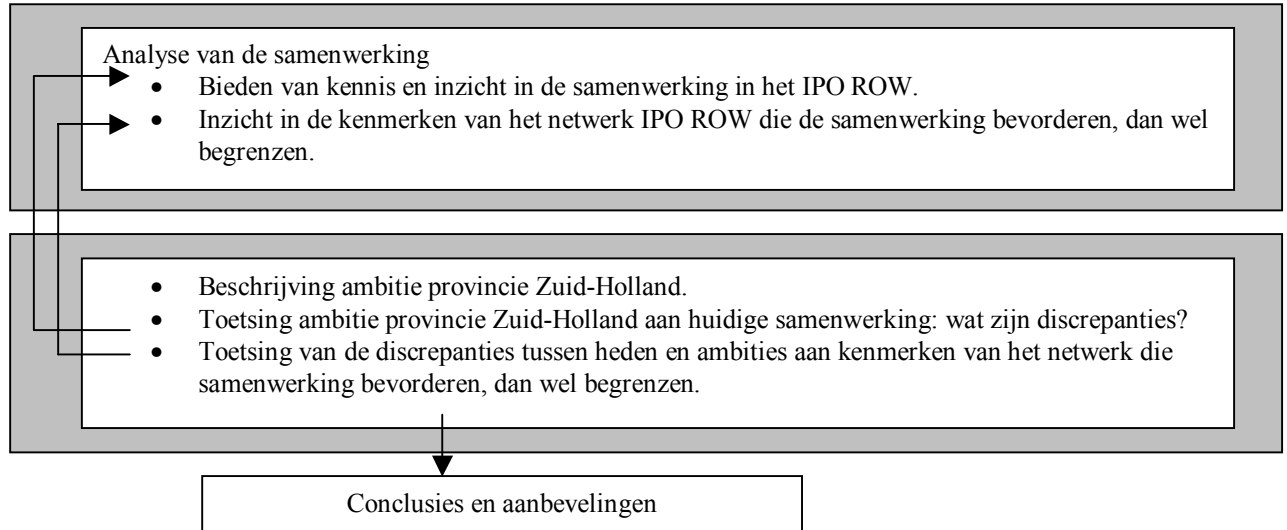 Analyse van de samenwerking
• Bieden van kennis en inzicht in de samenwerking in het IPO ROW.
• Inzicht in de kenmerken van het netwerk IPO ROW die de samenwerking bevorderen, dan wel
begrenzen.
• Beschrijving ambitie provincie Zuid-Holland.
• Toetsing ambitie provincie Zuid-Holland aan huidige samenwerking: wat zijn discrepanties?
• Toetsing van de discrepanties tussen heden en ambities aan kenmerken van het netwerk die
samenwerking bevorderen, dan wel begrenzen.
Conclusies en aanbevelingen